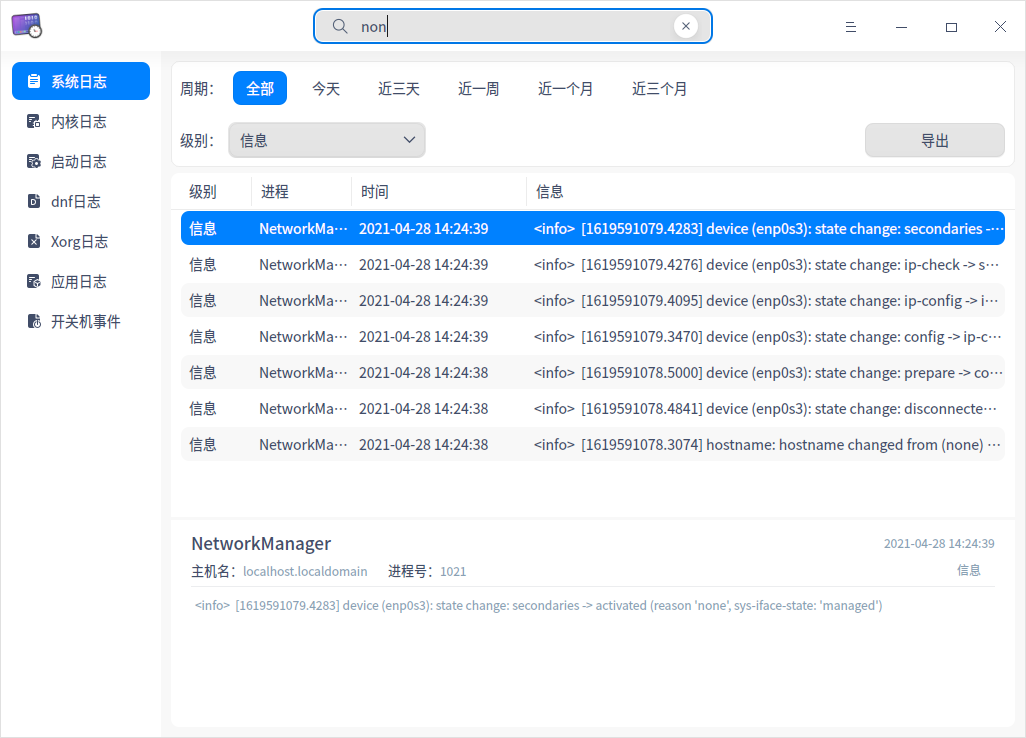 non
系统日志
内核日志
启动日志
dnf日志
Xorg日志
应用日志
开关机事件
周期： 全部 今天 近三天 近一周 近一个月 近三个月
级别： 信息 导出
级别 进程 时间 信息
信息 NetworkMa··· 2021-04-28 14:24:39 <info> [1619591079.4283] device (enp0s3): state change: secondaries -···
信息 NetworkMa··· 2021-04-28 14:24:39 <info> [1619591079.4276] device (enp0s3): state change: ip-check -> s···
信息 NetworkMa··· 2021-04-28 14:24:39 <info> [1619591079.4095] device (enp0s3): state change: ip-config -> i···
信息 NetworkMa··· 2021-04-28 14:24:39 <info> [1619591079.3470] device (enp0s3): state change: config -> ip-c···
信息 NetworkMa··· 2021-04-28 14:24:38 <info> [1619591078.5000] device (enp0s3): state change: prepare -> co···
信息 NetworkMa··· 2021-04-28 14:24:38 <info> [1619591078.4841] device (enp0s3): state change: disconnecte···
信息 NetworkMa··· 2021-04-28 14:24:38 <info> [1619591078.3074] hostname: hostname changed from (none) ···
NetworkManager 2021-04-28 14:24:39
主机名： localhost.localdomain 进程号： 1021 信息
<info> [1619591079.4283] device (enp0s3): state change: secondaries -> activated (reason 'none', sys-iface-state: 'managed')